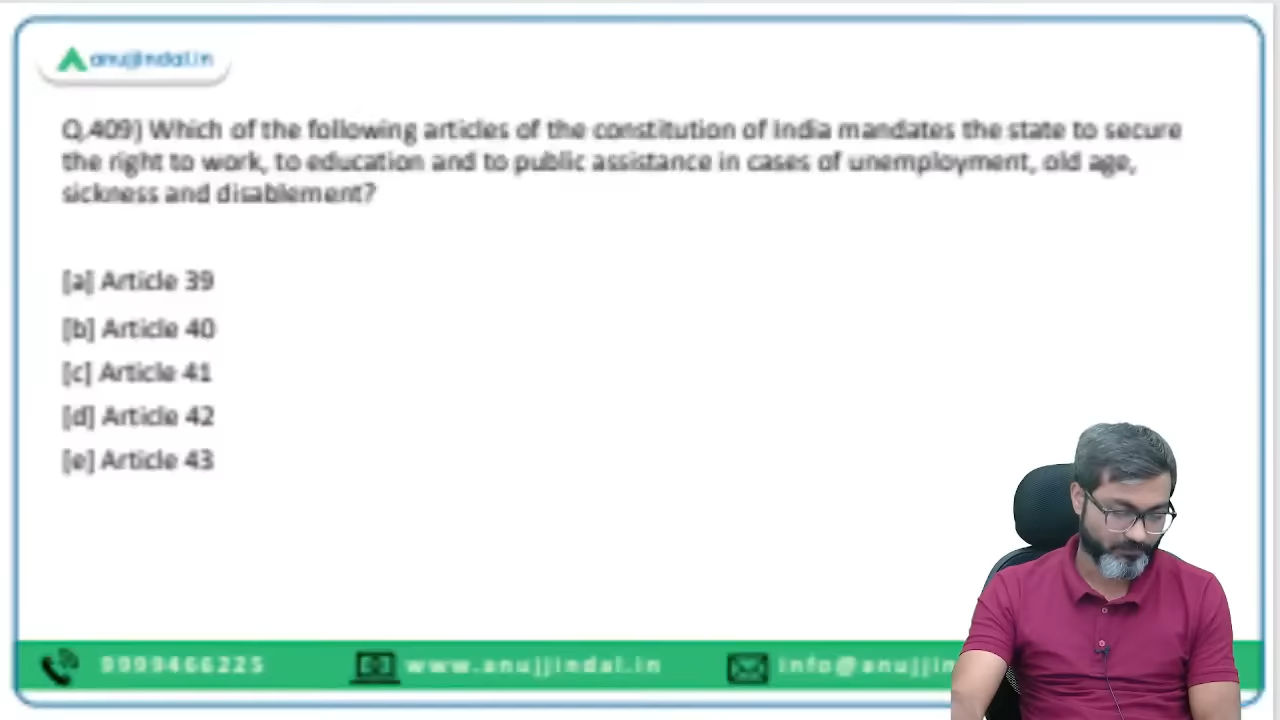 anujjindal.in
Q.409) Which of the following articles of the constitution of India mandates the state to secure
the right to work, to education and to public assistance in cases of unemployment, old age,
sickness and disablement?
[a] Article 39
[b] Article 40
[c] Article 41
[d] Article 42
[e] Article 43
9999466225 www.anujjindal.in info@anujjin